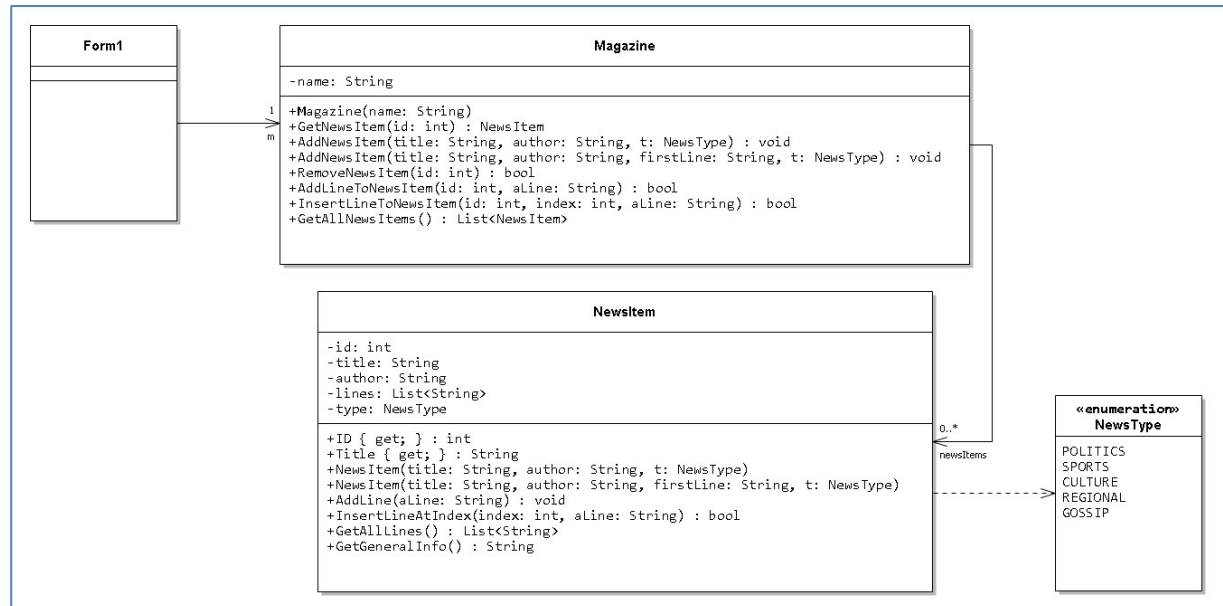 Form1
Magazine
-name: String
+Magazine(name: String)
+GetNewsItem(id: int) : NewsItem
+AddNewsItem(title: String, author: String, t: NewsType) : void
+AddNewsItem(title: String, author: String, firstLine: String, t: NewsType) : void
+RemoveNewsItem(id: int) : bool
+AddLineToNewsItem(id: int, aLine: String) : bool
+InsertLineToNewsItem(id: int, index: int, aLine: String) : bool
+GetAllNewsItems() : List<NewsItem>
1
m
NewsItem
-id: int
-title: String
-author: String
-lines: List<String>
-type: NewsType
+ID { get; } : int
+Title { get; } : String
+NewsItem(title: String, author: String, t: NewsType)
+NewsItem(title: String, author: String, firstLine: String, t: NewsType)
+AddLine(aLine: String) : void
+InsertLineAtIndex(index: int, aLine: String) : bool
+GetAllLines() : List<String>
+GetGeneralInfo() : String
0..*
newsItems
«enumeration»
NewsType
POLITICS
SPORTS
CULTURE
REGIONAL
GOSSIP